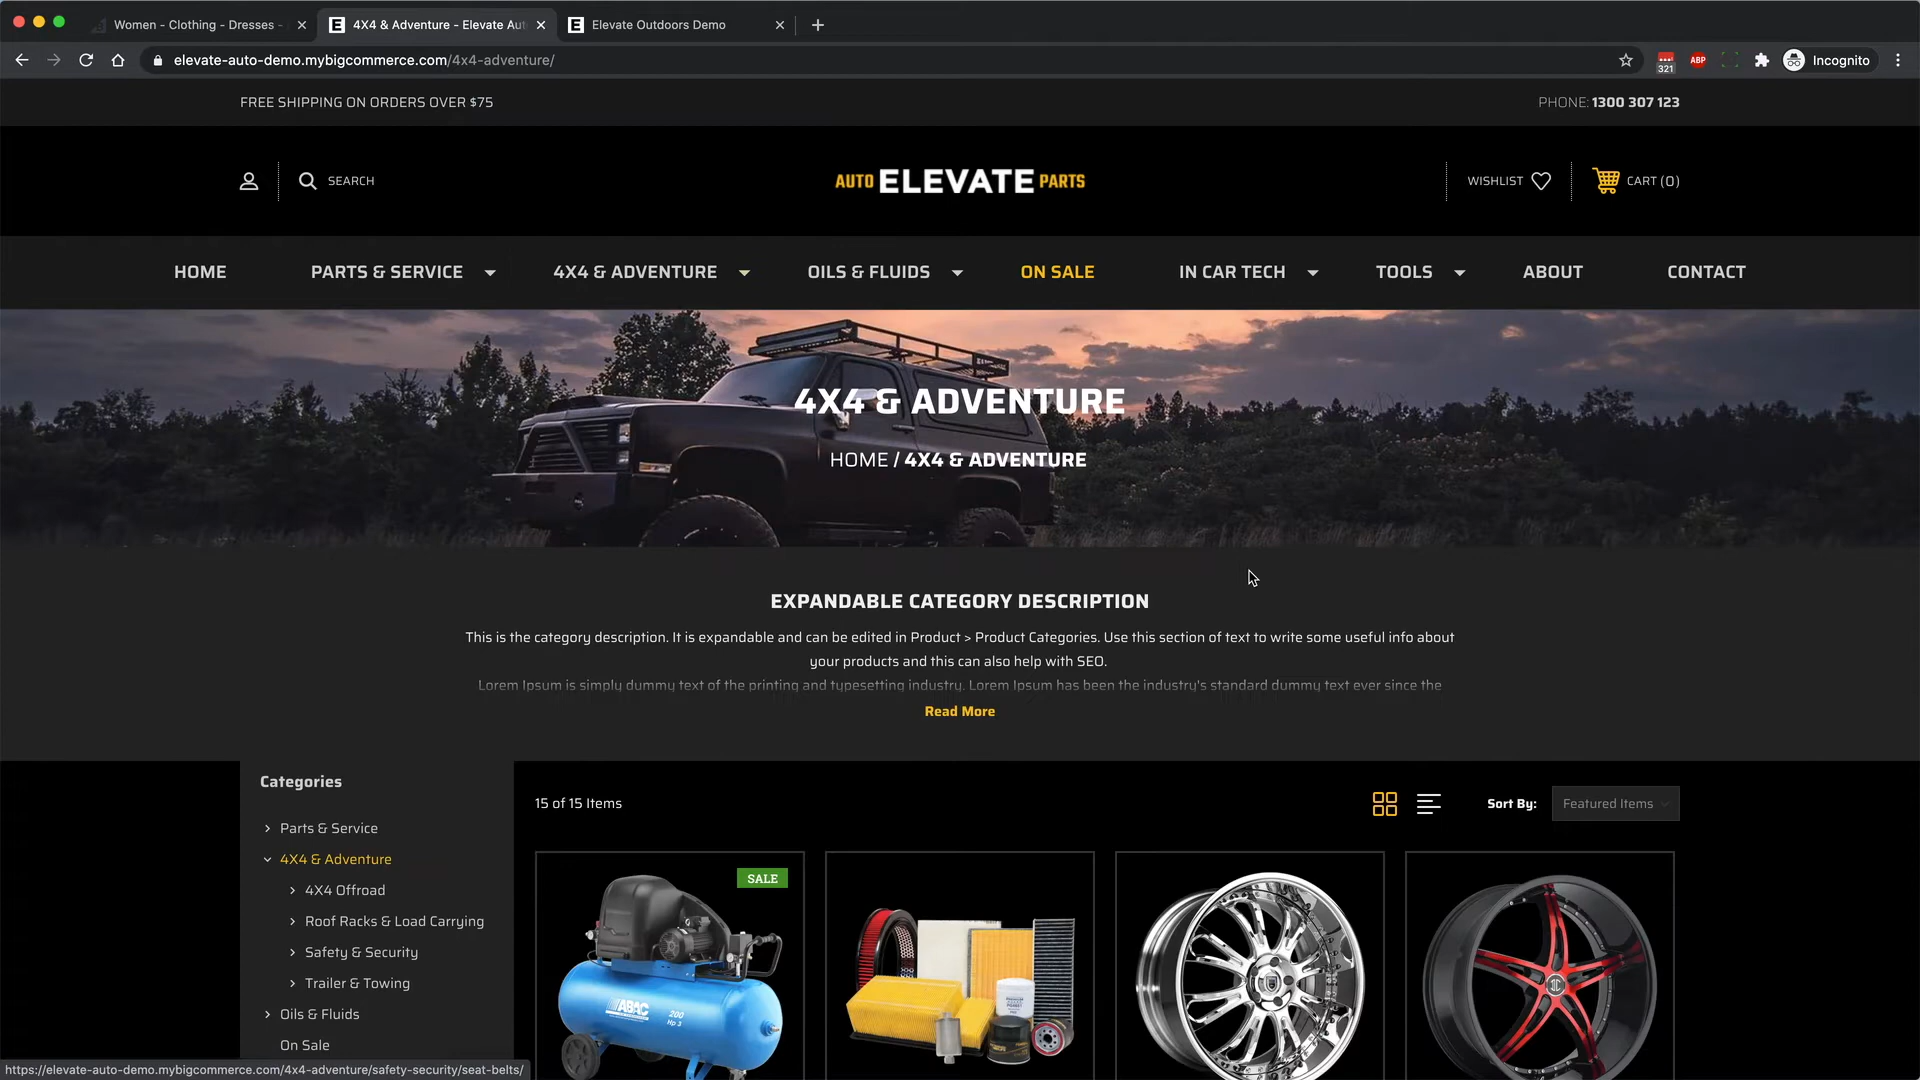 Women - Clothing - Dresses -
4X4 & Adventure - Elevate Aut
Elevate Outdoors Demo
elevate-auto-demo.mybigcommerce.com/4x4-adventure/
321
ABP
Incognito
FREE SHIPPING ON ORDERS OVER $75
PHONE: 1300 307 123
SEARCH
AUTO ELEVATE PARTS
WISHLIST
CART (0)
HOME
PARTS & SERVICE
4X4 & ADVENTURE
OILS & FLUIDS
ON SALE
IN CAR TECH
TOOLS
ABOUT
CONTACT
4X4 & ADVENTURE
HOME / 4X4 & ADVENTURE
EXPANDABLE CATEGORY DESCRIPTION
This is the category description. It is expandable and can be edited in Product > Product Categories. Use this section of text to write some useful info about
your products and this can also help with SEO.
Lorem Ipsum is simply dummy text of the printing and typesetting industry. Lorem Ipsum has been the industry's standard dummy text ever since the
Read More
Categories
Parts & Service
4X4 & Adventure
4X4 Offroad
Roof Racks & Load Carrying
Safety & Security
Trailer & Towing
Oils & Fluids
On Sale
15 of 15 Items
Sort By:
Featured Items
SALE
ABAC
200
Hp 3
https://elevate-auto-demo.mybigcommerce.com/4x4-adventure/safety-security/seat-belts/